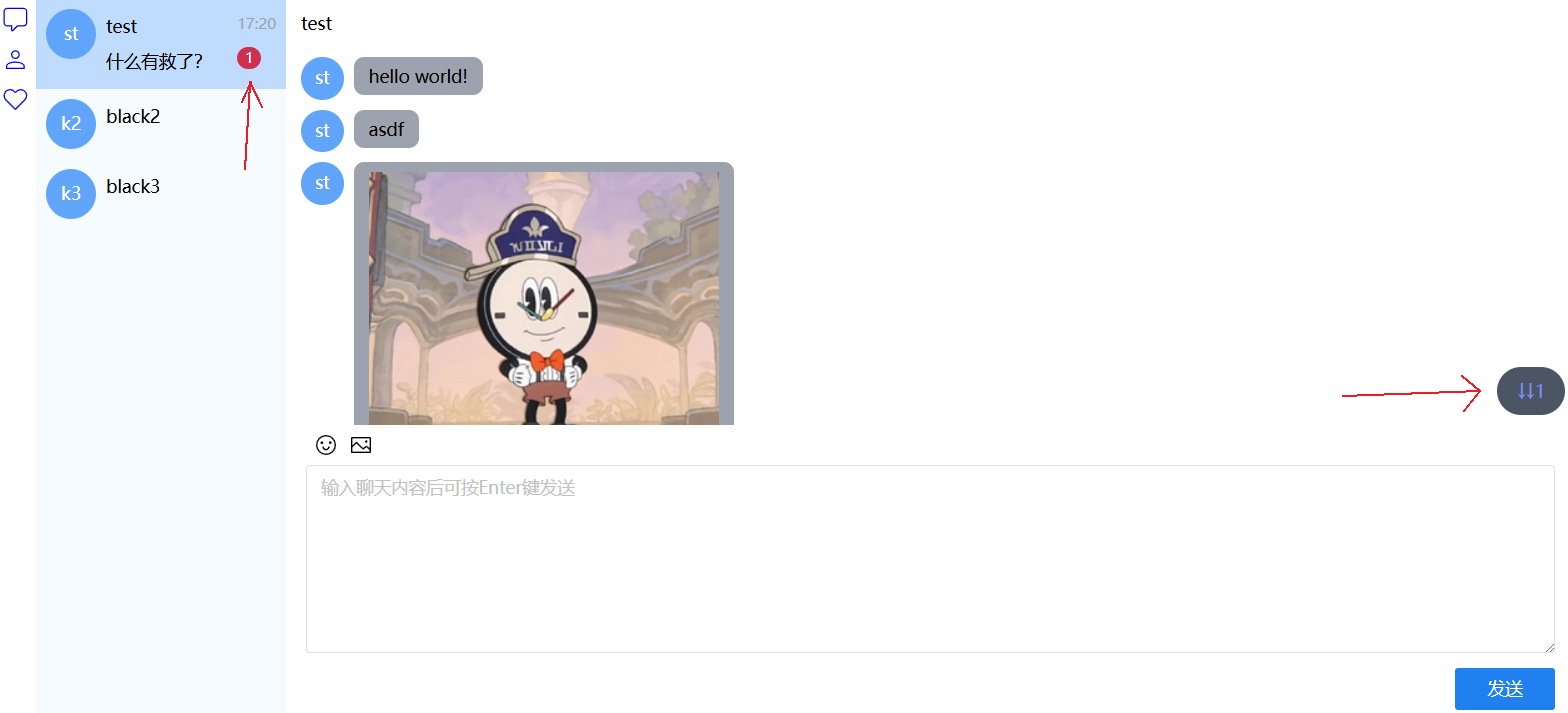 st
test
17:20
什么有救了?
1
k2
black2
k3
black3
test
st
hello world!
st
asdf
st
1
输入聊天内容后可按Enter键发送
发送